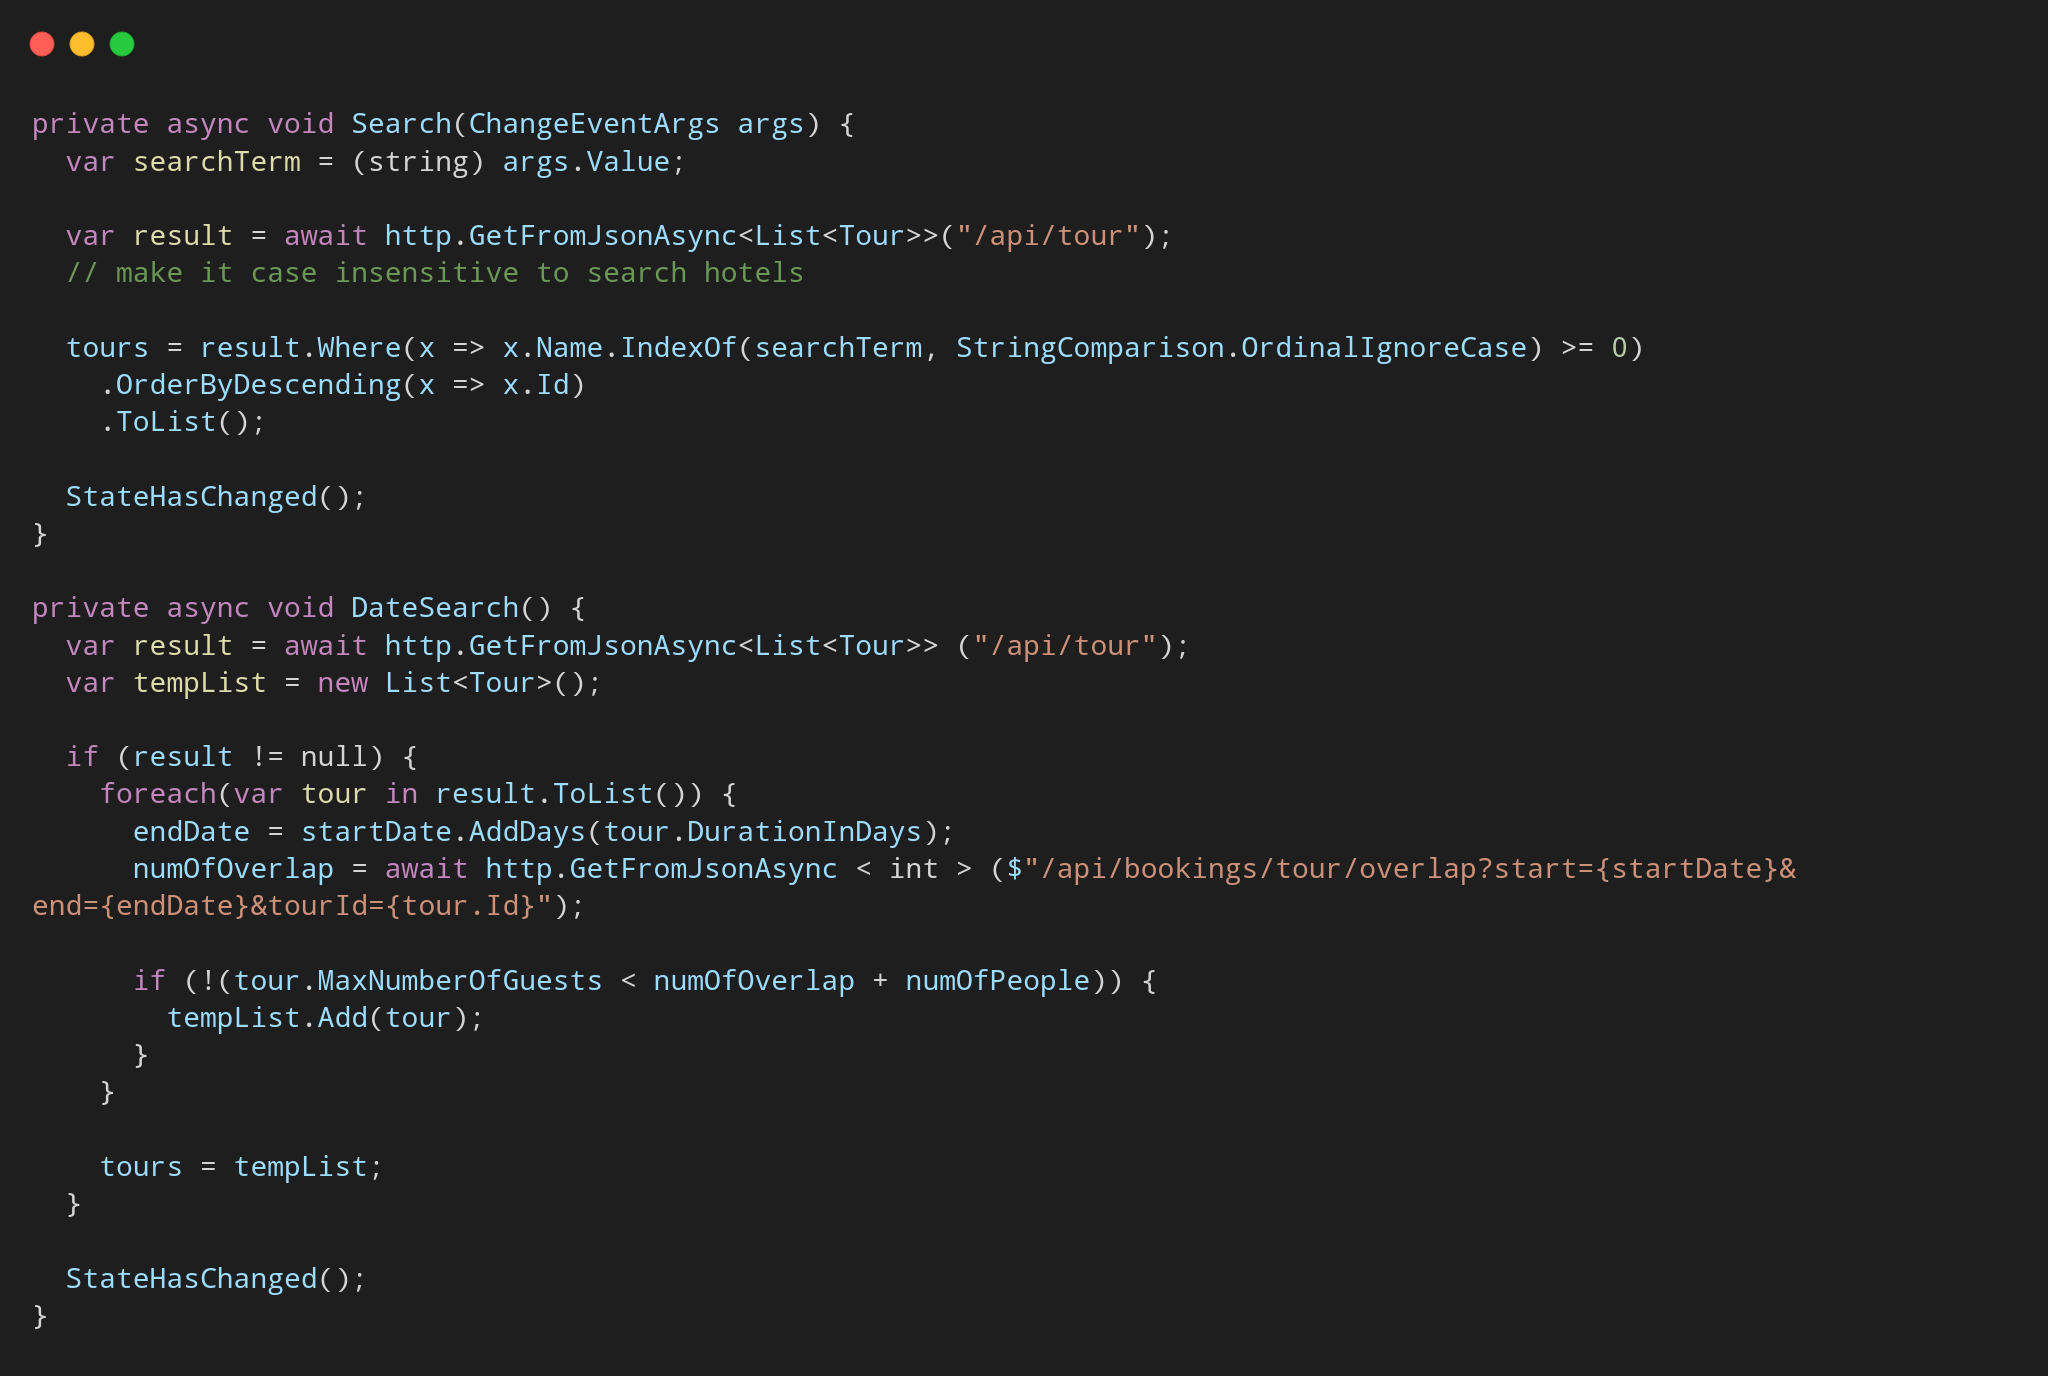 private async void Search(ChangeEventArgs args) {
  var searchTerm = (string) args.Value;

  var result = await http.GetFromJsonAsync<List<Tour>>("/api/tour");
  // make it case insensitive to search hotels

  tours = result.Where(x => x.Name.IndexOf(searchTerm, StringComparison.OrdinalIgnoreCase) >= 0)
    .OrderByDescending(x => x.Id)
    .ToList();

  StateHasChanged();
}

private async void DateSearch() {
  var result = await http.GetFromJsonAsync<List<Tour>> ("/api/tour");
  var tempList = new List<Tour>();

  if (result != null) {
    foreach(var tour in result.ToList()) {
      endDate = startDate.AddDays(tour.DurationInDays);
      numOfOverlap = await http.GetFromJsonAsync < int > ($"/api/bookings/tour/overlap?start={startDate}&
end={endDate}&tourId={tour.Id}");

      if (!(tour.MaxNumberOfGuests < numOfOverlap + numOfPeople)) {
        tempList.Add(tour);
      }
    }

    tours = tempList;
  }

  StateHasChanged();
}